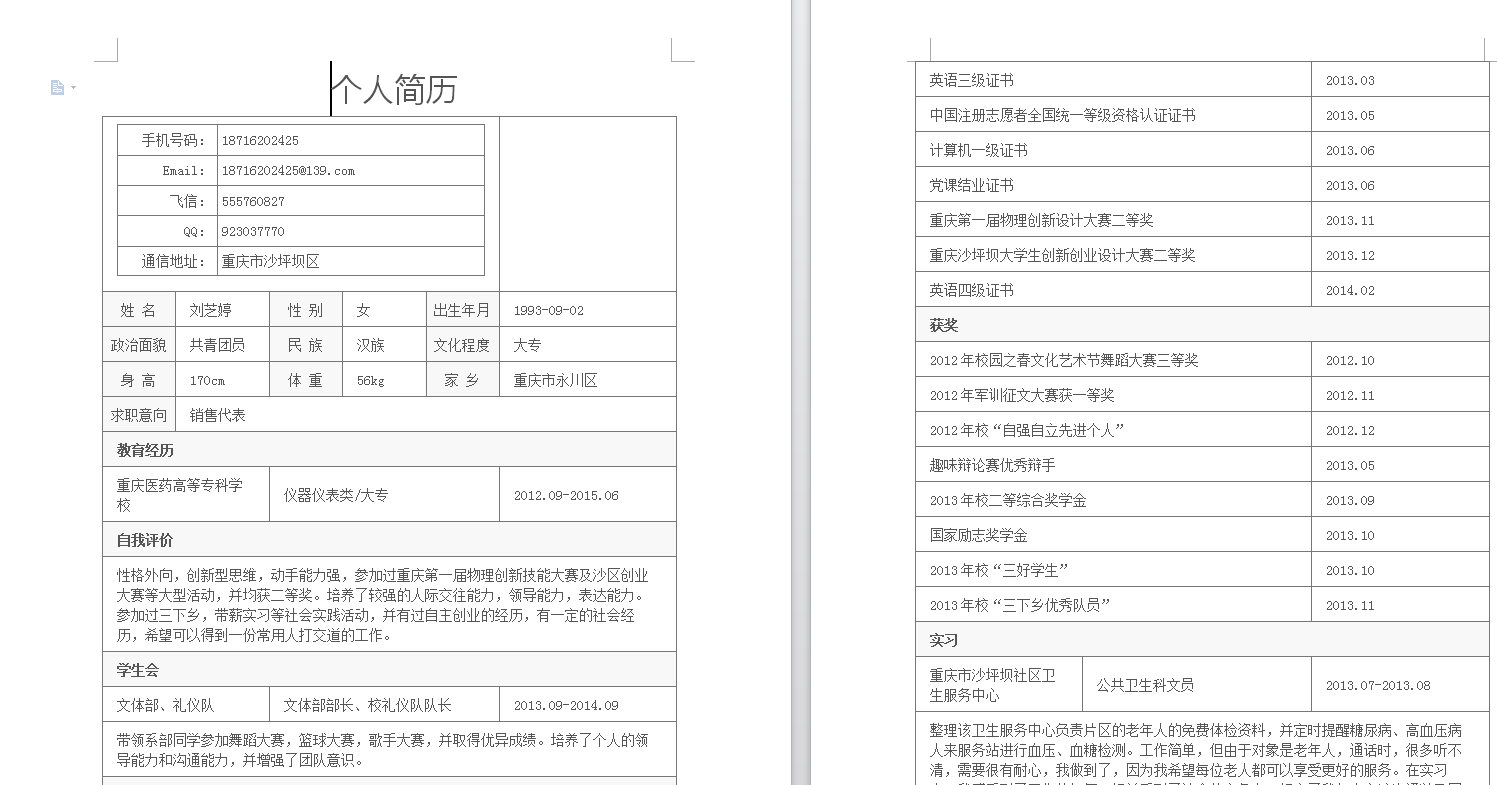 个人简历
手机号码： 18716202425
Email： 18716202425@139.com
飞信： 555760827
QQ： 923037770
通信地址： 重庆市沙坪坝区
姓 名 刘芝婷 性 别 女 出生年月 1993-09-02
政治面貌 共青团员 民 族 汉族 文化程度 大专
身 高 170cm 体 重 56kg 家 乡 重庆市永川区
求职意向 销售代表
教育经历
重庆医药高等专科学
校
仪器仪表类/大专 2012.09-2015.06
自我评价
性格外向，创新型思维，动手能力强，参加过重庆第一届物理创新技能大赛及沙区创业
大赛等大型活动，并均获二等奖。培养了较强的人际交往能力，领导能力，表达能力。
参加过三下乡，带薪实习等社会实践活动，并有过自主创业的经历，有一定的社会经
历，希望可以得到一份常用人打交道的工作。
学生会
文体部、礼仪队 文体部部长、校礼仪队队长 2013.09-2014.09
带领系部同学参加舞蹈大赛，篮球大赛，歌手大赛，并取得优异成绩。培养了个人的领
导能力和沟通能力，并增强了团队意识。
英语三级证书 2013.03
中国注册志愿者全国统一等级资格认证证书 2013.05
计算机一级证书 2013.06
党课结业证书 2013.06
重庆第一届物理创新设计大赛二等奖 2013.11
重庆沙坪坝大学生创新创业设计大赛二等奖 2013.12
英语四级证书 2014.02
获奖
2012年校园之春文化艺术节舞蹈大赛三等奖 2012.10
2012年军训征文大赛获一等奖 2012.11
2012年校“自强自立先进个人” 2012.12
趣味辩论赛优秀辩手 2013.05
2013年校二等综合奖学金 2013.09
国家励志奖学金 2013.10
2013年校“三好学生” 2013.10
2013年校“三下乡优秀队员” 2013.11
实习
重庆市沙坪坝社区卫
生服务中心
公共卫生科文员 2013.07-2013.08
整理该卫生服务中心负责片区的老年人的免费体检资料，并定时提醒糖尿病、高血压病
人来服务站进行血压、血糖检测。工作简单，但由于对象是老年人，通话时，很多听不
清，需要很有耐心，我做到了，因为我希望每位老人都可以享受更好的服务。在实习